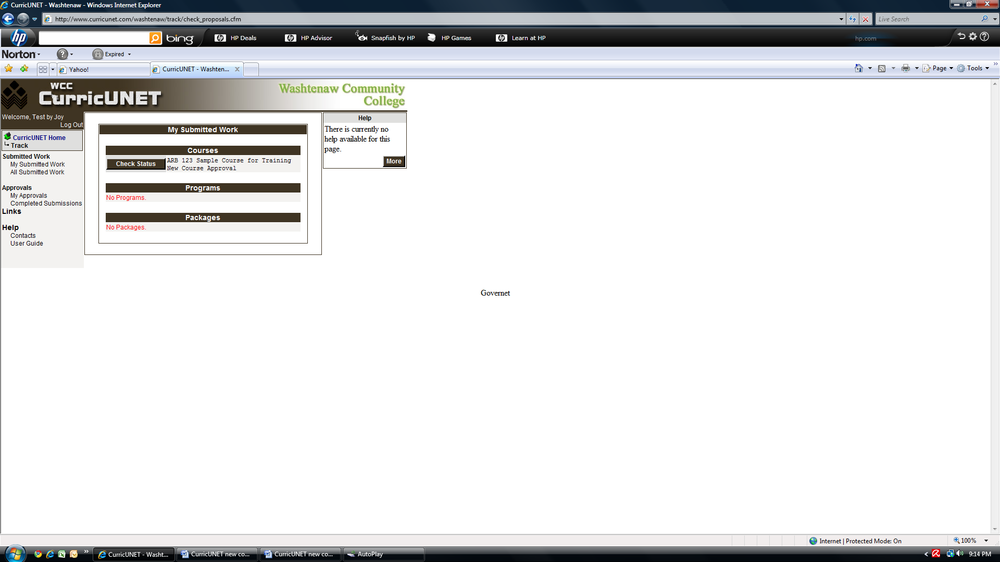 CurricUNET - Washtenaw - Windows Internet Explorer
http://www.curricunet.com/washtenaw/track/check_proposals.cfm
Live Search
hp
bing
HP Deals
HP Advisor
Snapfish by HP
HP Games
Learn at HP
hp.com
Norton
Expired
Yahoo!
CurricUNET - Washten...
Page
Tools
WCC
CurricUNET
Washtenaw Community
College
Welcome, Test by Joy
Log Out
CurricUNET Home
Track
Submitted Work
My Submitted Work
All Submitted Work
Approvals
My Approvals
Completed Submissions
Links
Help
Contacts
User Guide
My Submitted Work
Courses
Check Status
ARB 123 Sample Course for Training
New Course Approval
Programs
No Programs.
Packages
No Packages.
Help
There is currently no
help available for this
page.
More
Governet
Internet | Protected Mode: On
100%
CurricUNET - Washt...
CurricUNET new co...
CurricUNET new co...
AutoPlay
9:14 PM